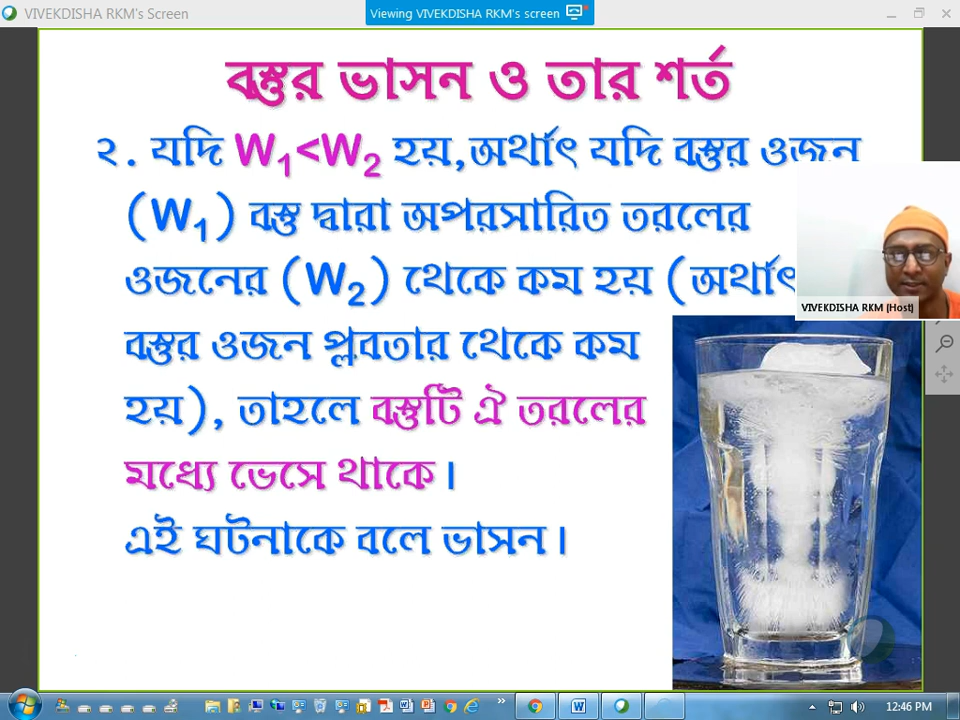 VIVEKDISHA RKM's Screen
Viewing VIVEKDISHA RKM's screen
বস্তুর ভাসন ও তার শর্ত
২. যদি W₁<W₂ হয়,অর্থাৎ যদি বস্তুর ওজন
(W₁) বস্তু দ্বারা অপরসারিত তরলের
ওজনের (W₂) থেকে কম হয় (অর্থাৎ
বস্তুর ওজন প্লবতার থেকে কম
হয়), তাহলে বস্তুটি ঐ তরলের
মধ্যে ভেসে থাকে।
এই ঘটনাকে বলে ভাসন।
VIVEKDISHA RKM (Host)
12:46 PM